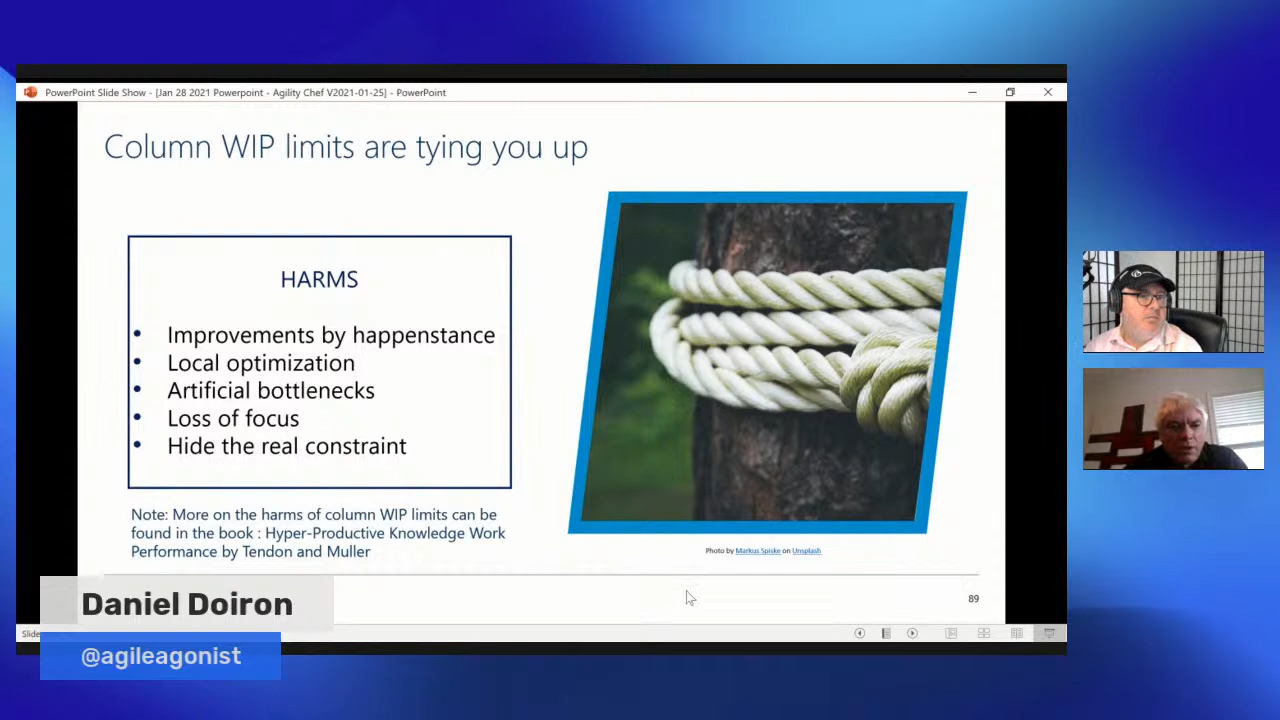 PowerPoint Slide Show - [Jan 28 2021 Powerpoint - Agility Chef V2021-01-25] - PowerPoint
Column WIP limits are tying you up
HARMS
• Improvements by happenstance
• Local optimization
• Artificial bottlenecks
• Loss of focus
• Hide the real constraint
Note: More on the harms of column WIP limits can be
found in the book : Hyper-Productive Knowledge Work
Performance by Tendon and Muller
Photo by Markus Spiske on Unsplash
89
Slide
Daniel Doiron
@agileagonist